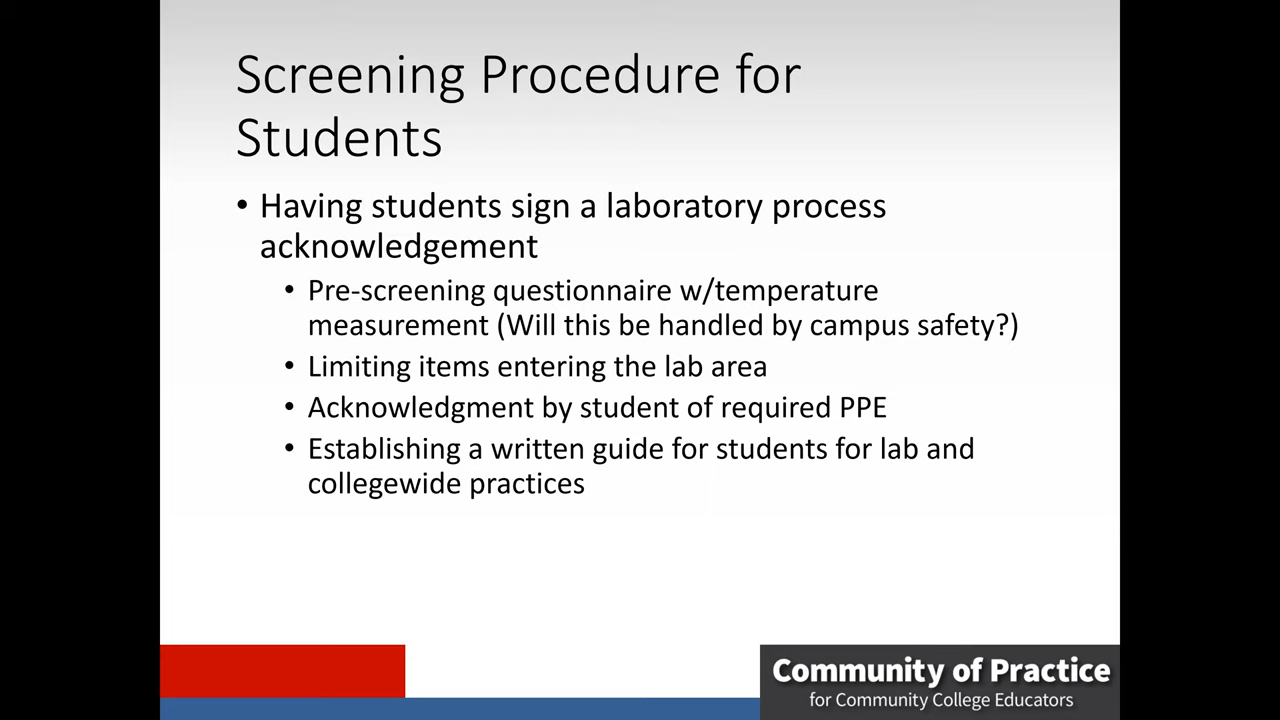 Screening Procedure for
Students
• Having students sign a laboratory process
acknowledgement
• Pre-screening questionnaire w/temperature
measurement (Will this be handled by campus safety?)
• Limiting items entering the lab area
• Acknowledgment by student of required PPE
• Establishing a written guide for students for lab and
collegewide practices
Community of Practice
for Community College Educators